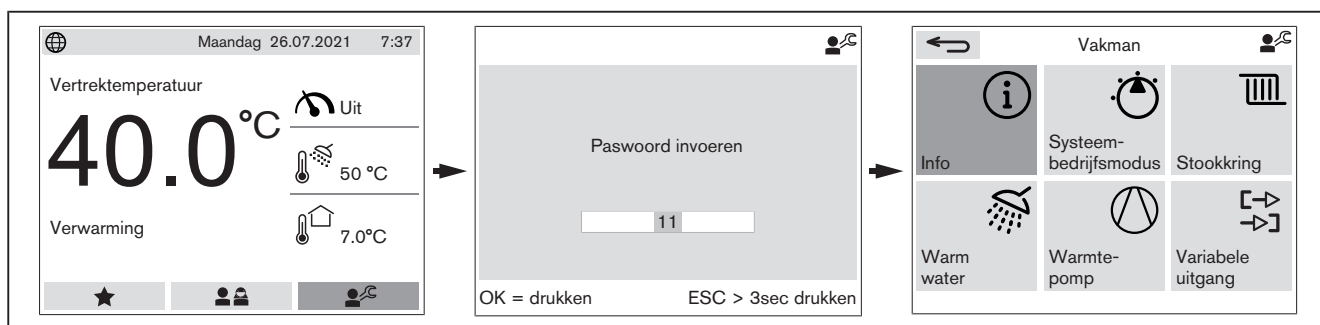 Maandag 26.07.2021 7:37
Vertrektemperatuur
40.0°C
Verwarming
Uit
50 °C
7.0°C
Paswoord invoeren
11
OK = drukken ESC > 3sec drukken
Vakman
Info
Systeem-
bedrijfsmodus
Stookkring
Warm
water
Warmte-
pomp
Variabele
uitgang